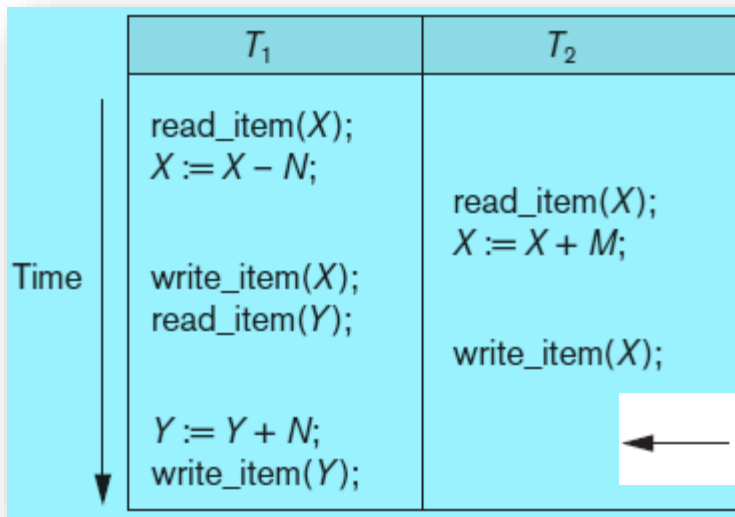 T₁ T₂
read_item(X);
X := X – N;
read_item(X);
X := X + M;
Time
write_item(X);
read_item(Y);
write_item(X);
Y := Y + N;
write_item(Y);